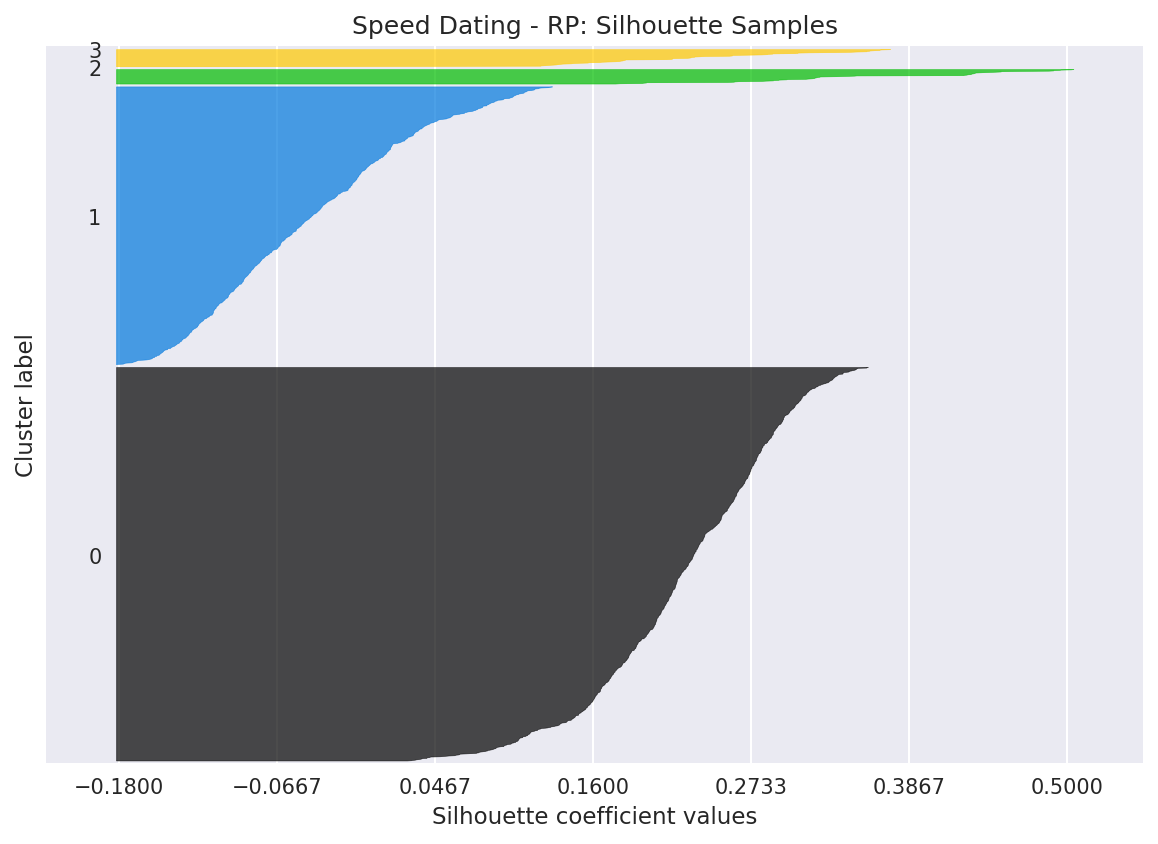 Speed Dating - RP: Silhouette Samples
3
2
1
0
Cluster label
−0.1800 −0.0667 0.0467 0.1600 0.2733 0.3867 0.5000
Silhouette coefficient values